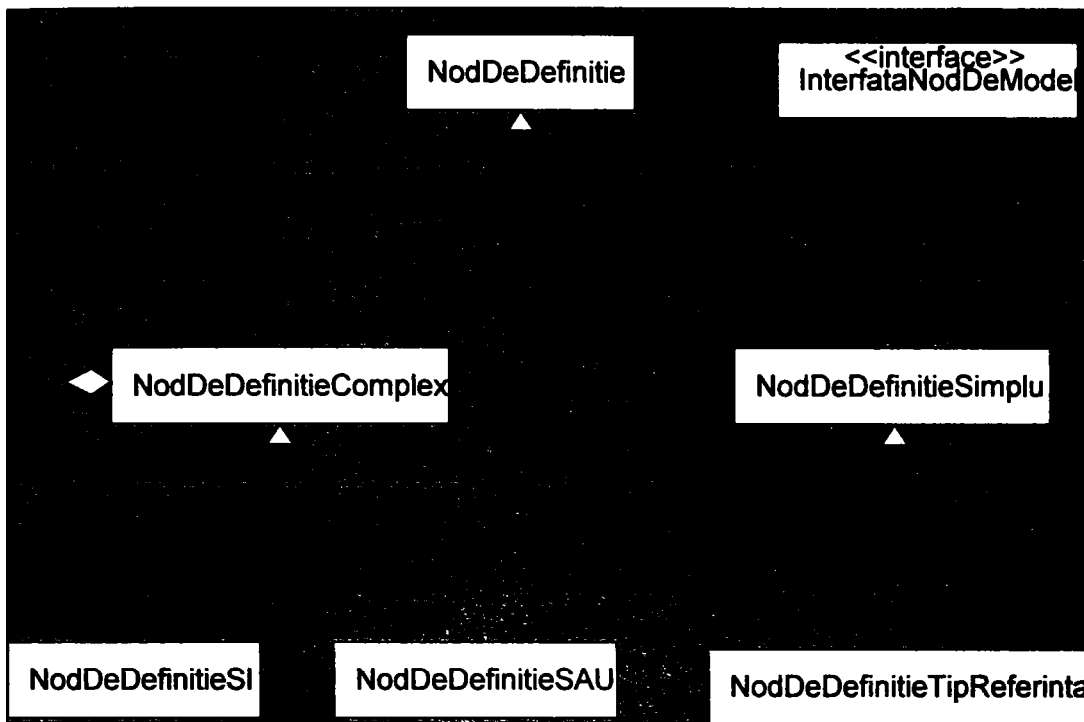 NodDeDefinitie
<<interface>>
InterfataNodDeModel
NodDeDefinitieComplex
NodDeDefinitieSimplu
NodDeDefinitieSI
NodDeDefinitieSAU
NodDeDefinitieTipReferinta